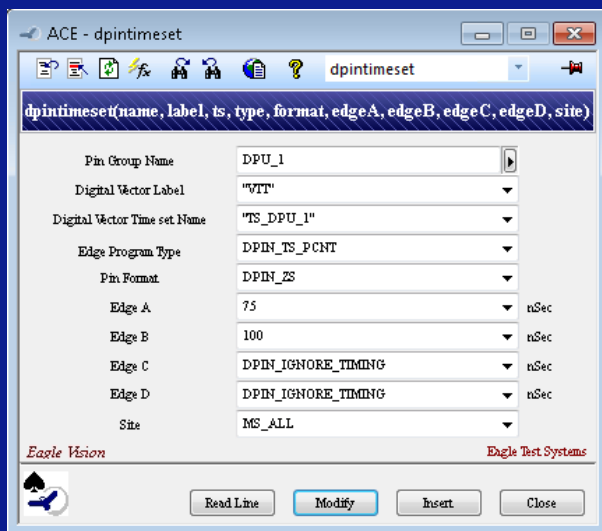 ACE - dpintimeset
dpintimeset
dpintimeset(name, label, ts, type, format, edgeA, edgeB, edgeC, edgeD, site)
Pin Group Name DPU_1
Digital Vector Label "VIT"
Digital Vector Time set Name "TS_DPU_1"
Edge Program Type DPIN_TS_PCNT
Pin Format DPIN_ZS
Edge A 75 nSec
Edge B 100 nSec
Edge C DPIN_IGNORE_TIMING nSec
Edge D DPIN_IGNORE_TIMING nSec
Site MS_ALL
Eagle Vision Eagle Test Systems
Read Line Modify Insert Close